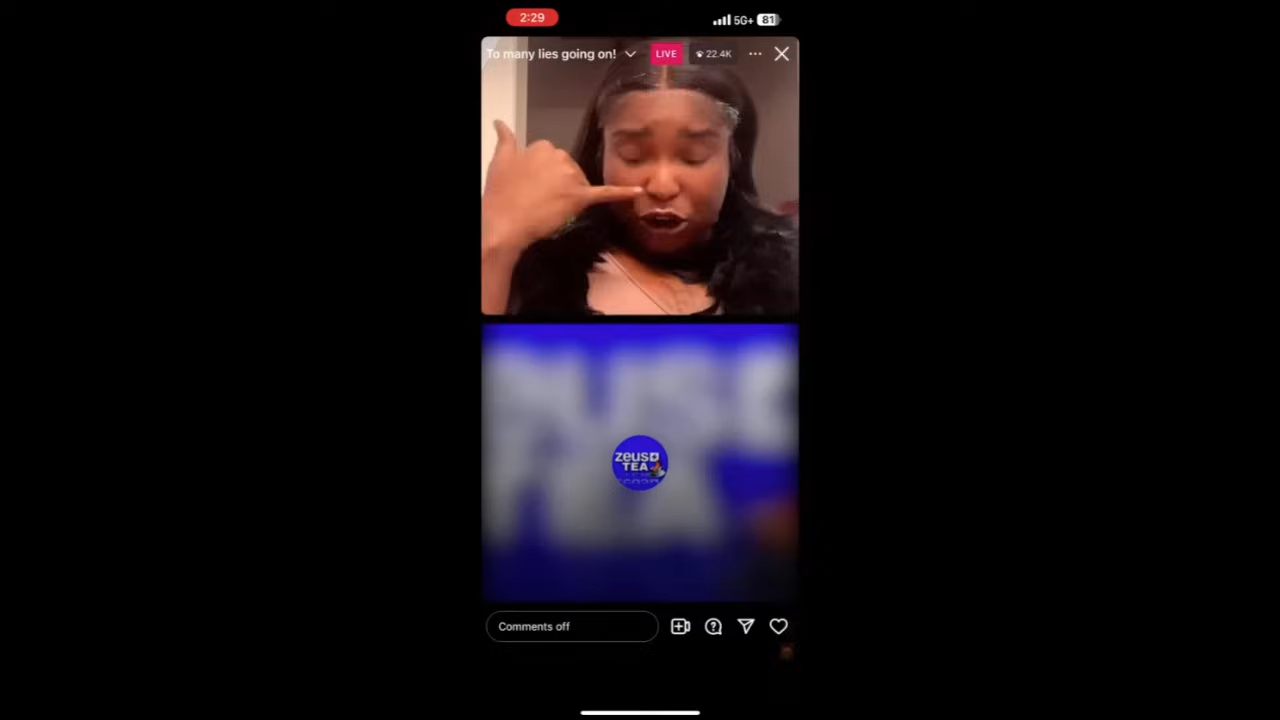 2:29
5G+ 81
To many lies going on!
LIVE
22.4K
ZEUS
TEA
Comments off